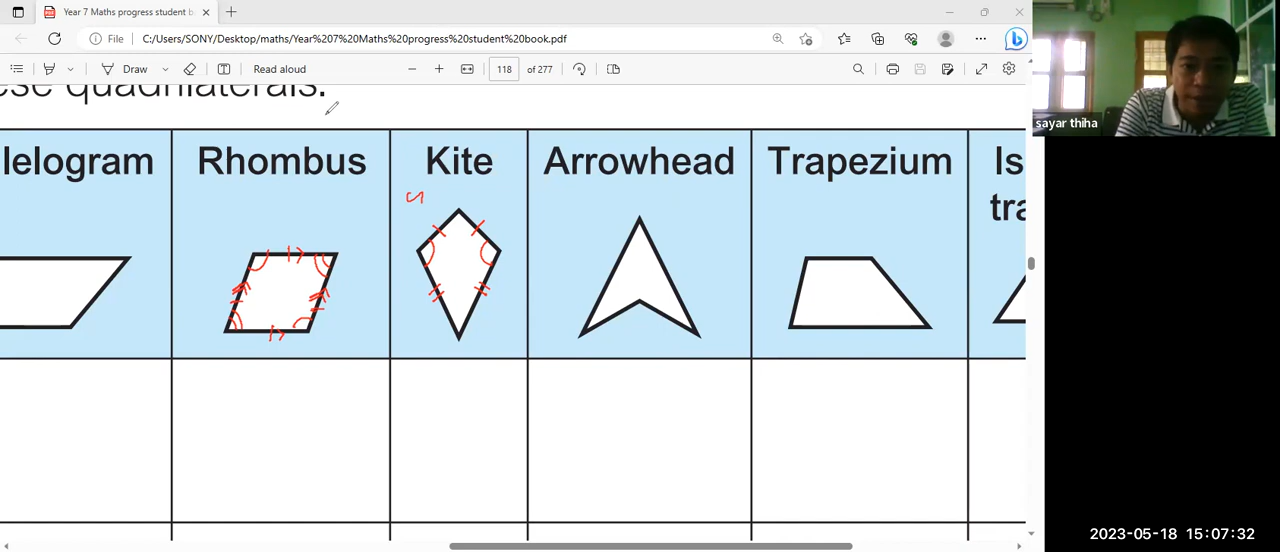 Year 7 Maths progress student b
File
C:/Users/SONY/Desktop/maths/Year%207%20Maths%20progress%20student%20book.pdf
Draw
Read aloud
118
of 277
ese quadrilaterals.
sayar thiha
lelogram
Rhombus
Kite
Arrowhead
Trapezium
Is
tra
2023-05-18 15:07:32